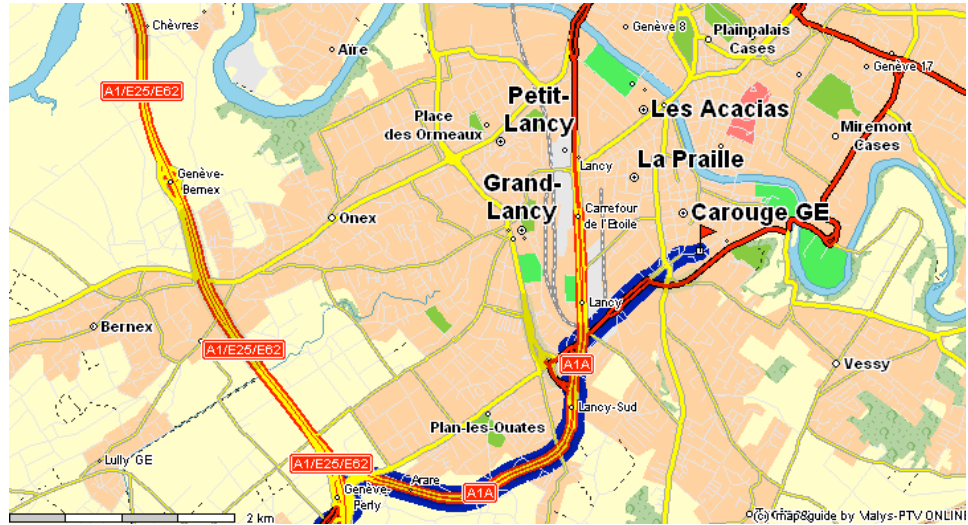 Chèvres
Aïre
Genève 8
Plainpalais
Cases
Genève 17
A1/E25/E62
Petit-
Lancy
Place
des Ormeaux
Les Acacias
Miremont
Cases
Lancy
La Praille
Genève-
Bernex
Grand-
Lancy
Onex
Carrefour
de l'Etoile
Carouge GE
Lancy
Bernex
A1/E25/E62
A1A
Vessy
Lancy-Sud
Plan-les-Ouates
Lully GE
A1/E25/E62
Arare
A1A
Genève-
Perly
2 km
(c) map&guide by Malys-PTV ONLINE